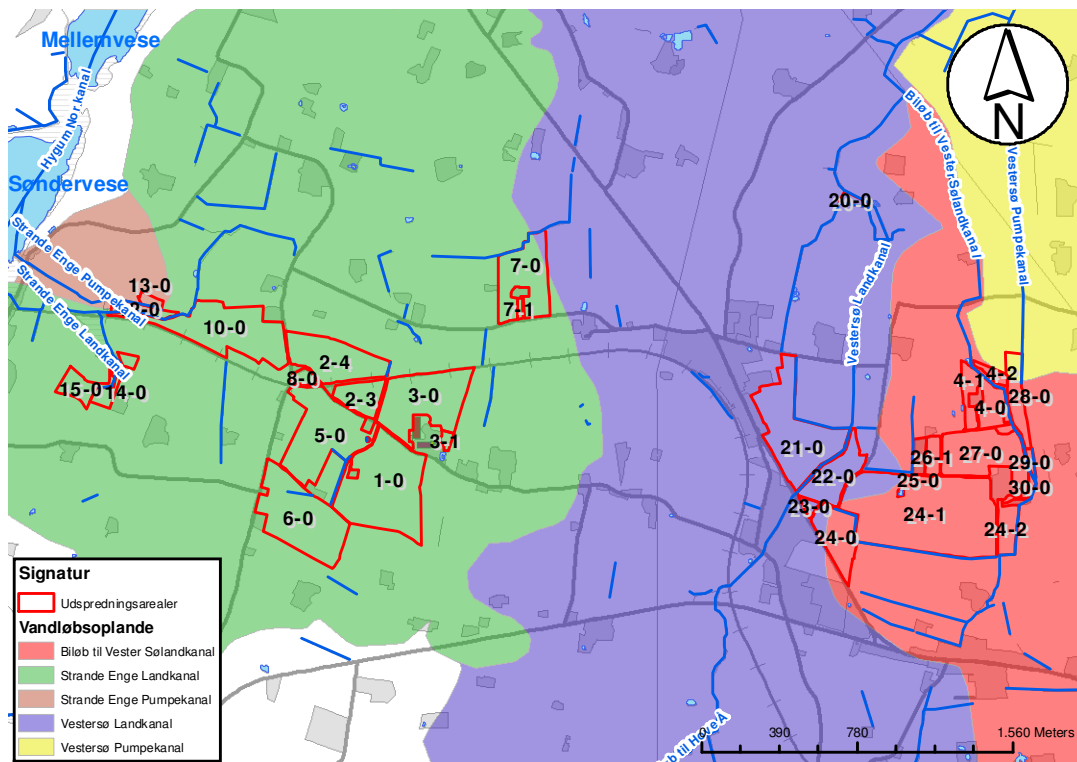 Mellemvese
Hygum Nor kanal
Søndervese
Strande Enge Pumpekanal
Strande Enge Landkanal
N
Biløb til Vester Sølandkanal
Vestersø Pumpekanal
Vestersø Landkanal
20-0
7-0
7-1
13-0
10-0
2-4
8-0
2-3
3-0
3-1
15-0
14-0
5-0
1-0
6-0
4-1
4-2
4-0
28-0
21-0
26-1
27-0
29-0
22-0
25-0
30-0
23-0
24-1
24-0
24-2
Signatur
Udspredningsarealer
Vandløbsoplande
Biløb til Vester Sølandkanal
Strande Enge Landkanal
Strande Enge Pumpekanal
Vestersø Landkanal
Vestersø Pumpekanal
til Hove Å
0 390 780 1.560 Meters